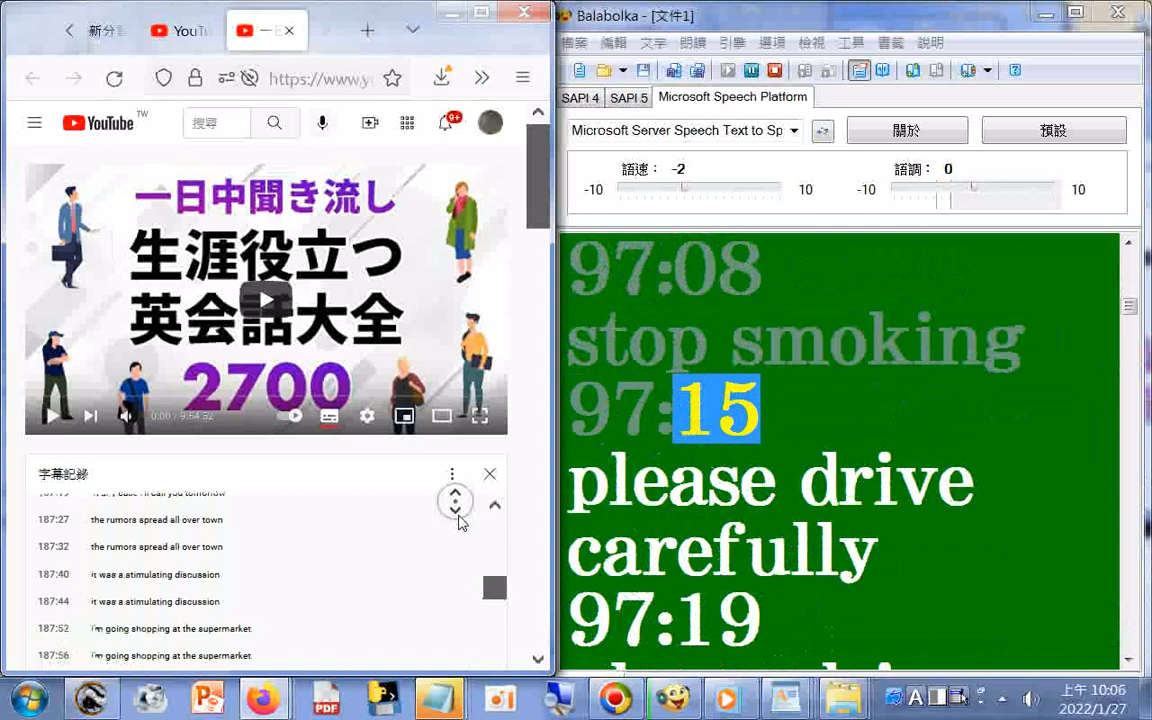 新分
YouT
一 E
https://www.y
YouTube TW
搜尋
9+
一日中聞き流し
生涯役立つ
英会話大全
2700
0:00 / 9:54:52
字幕記錄
187:27 the rumors spread all over town
187:32 the rumors spread all over town
187:40 it was a stimulating discussion
187:44 it was a stimulating discussion
187:52 i'm going shopping at the supermarket
187:56 i'm going shopping at the supermarket
Balabolka - [文件1]
檔案 編輯 文字 朗讀 引擎 選項 檢視 工具 書籤 說明
SAPI 4 SAPI 5 Microsoft Speech Platform
Microsoft Server Speech Text to Sp
關於 預設
語速： -2 語調： 0
-10 10 -10 10
97:08
stop smoking
97:15
please drive
carefully
97:19
PDF
A
上午 10:06
2022/1/27